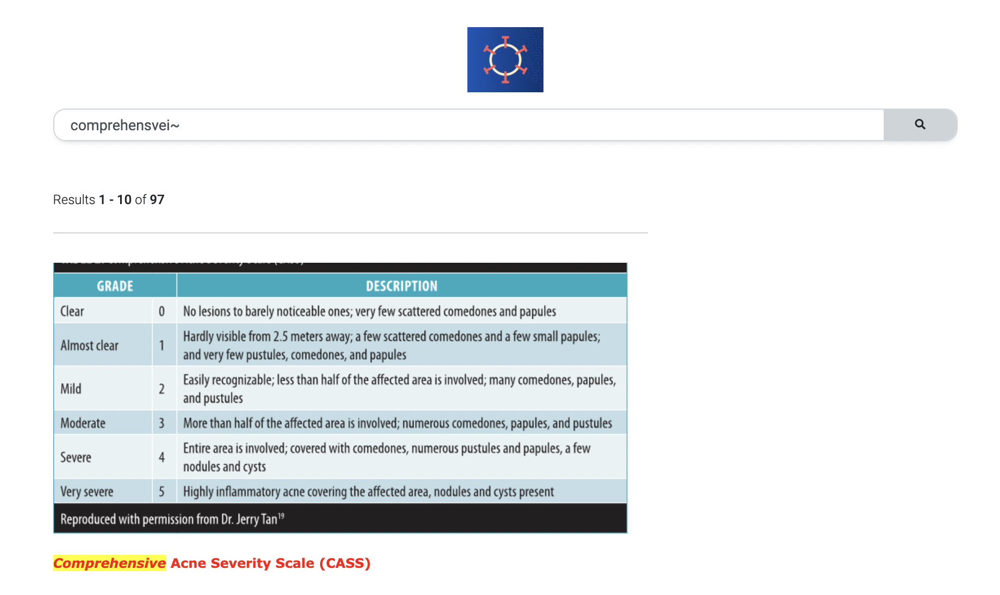 comprehensvei~
Results 1 - 10 of 97
GRADE DESCRIPTION
Clear 0 No lesions to barely noticeable ones; very few scattered comedones and papules
Almost clear 1 Hardly visible from 2.5 meters away; a few scattered comedones and a few small papules;
and very few pustules, comedones, and papules
Mild 2 Easily recognizable; less than half of the affected area is involved; many comedones, papules,
and pustules
Moderate 3 More than half of the affected area is involved; numerous comedones, papules, and pustules
Severe 4 Entire area is involved; covered with comedones, numerous pustules and papules, a few
nodules and cysts
Very severe 5 Highly inflammatory acne covering the affected area, nodules and cysts present
Reproduced with permission from Dr. Jerry Tan19
Comprehensive Acne Severity Scale (CASS)